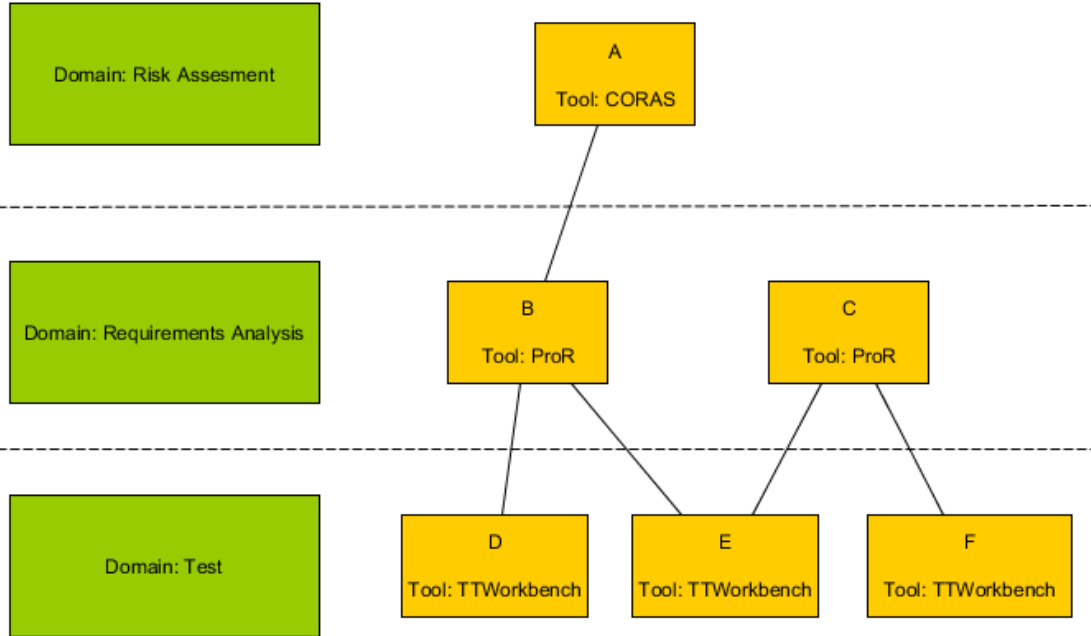 Domain: Risk Assesment
A
Tool: CORAS
Domain: Requirements Analysis
B
Tool: ProR
C
Tool: ProR
Domain: Test
D
Tool: TTWorkbench
E
Tool: TTWorkbench
F
Tool: TTWorkbench